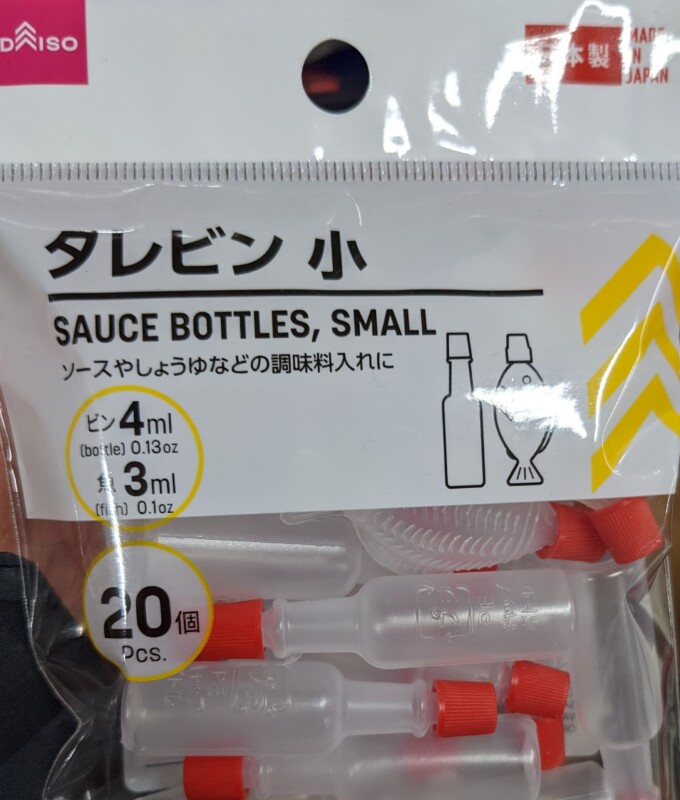 DAISO
本製
MADE
IN
JAPAN
タレビン 小
SAUCE BOTTLES, SMALL
ソースやしょうゆなどの調味料入れに
ビン 4ml
(bottle) 0.13oz
魚 3ml
(fish) 0.1oz
20個
Pcs.
PE